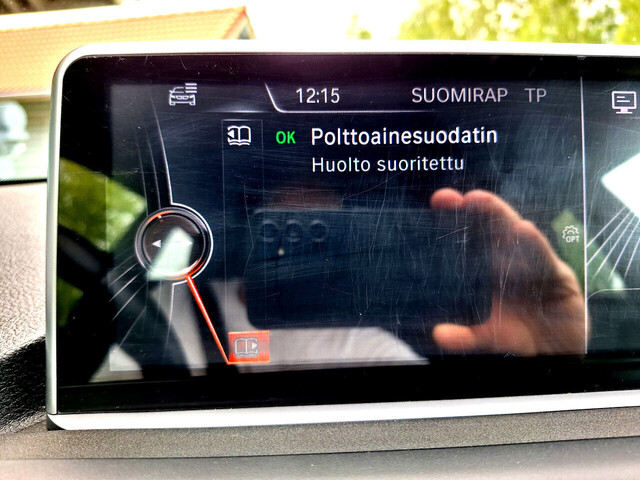 12:15 SUOMIRAP TP
OK Polttoainesuodatin
Huolto suoritettu
OPT